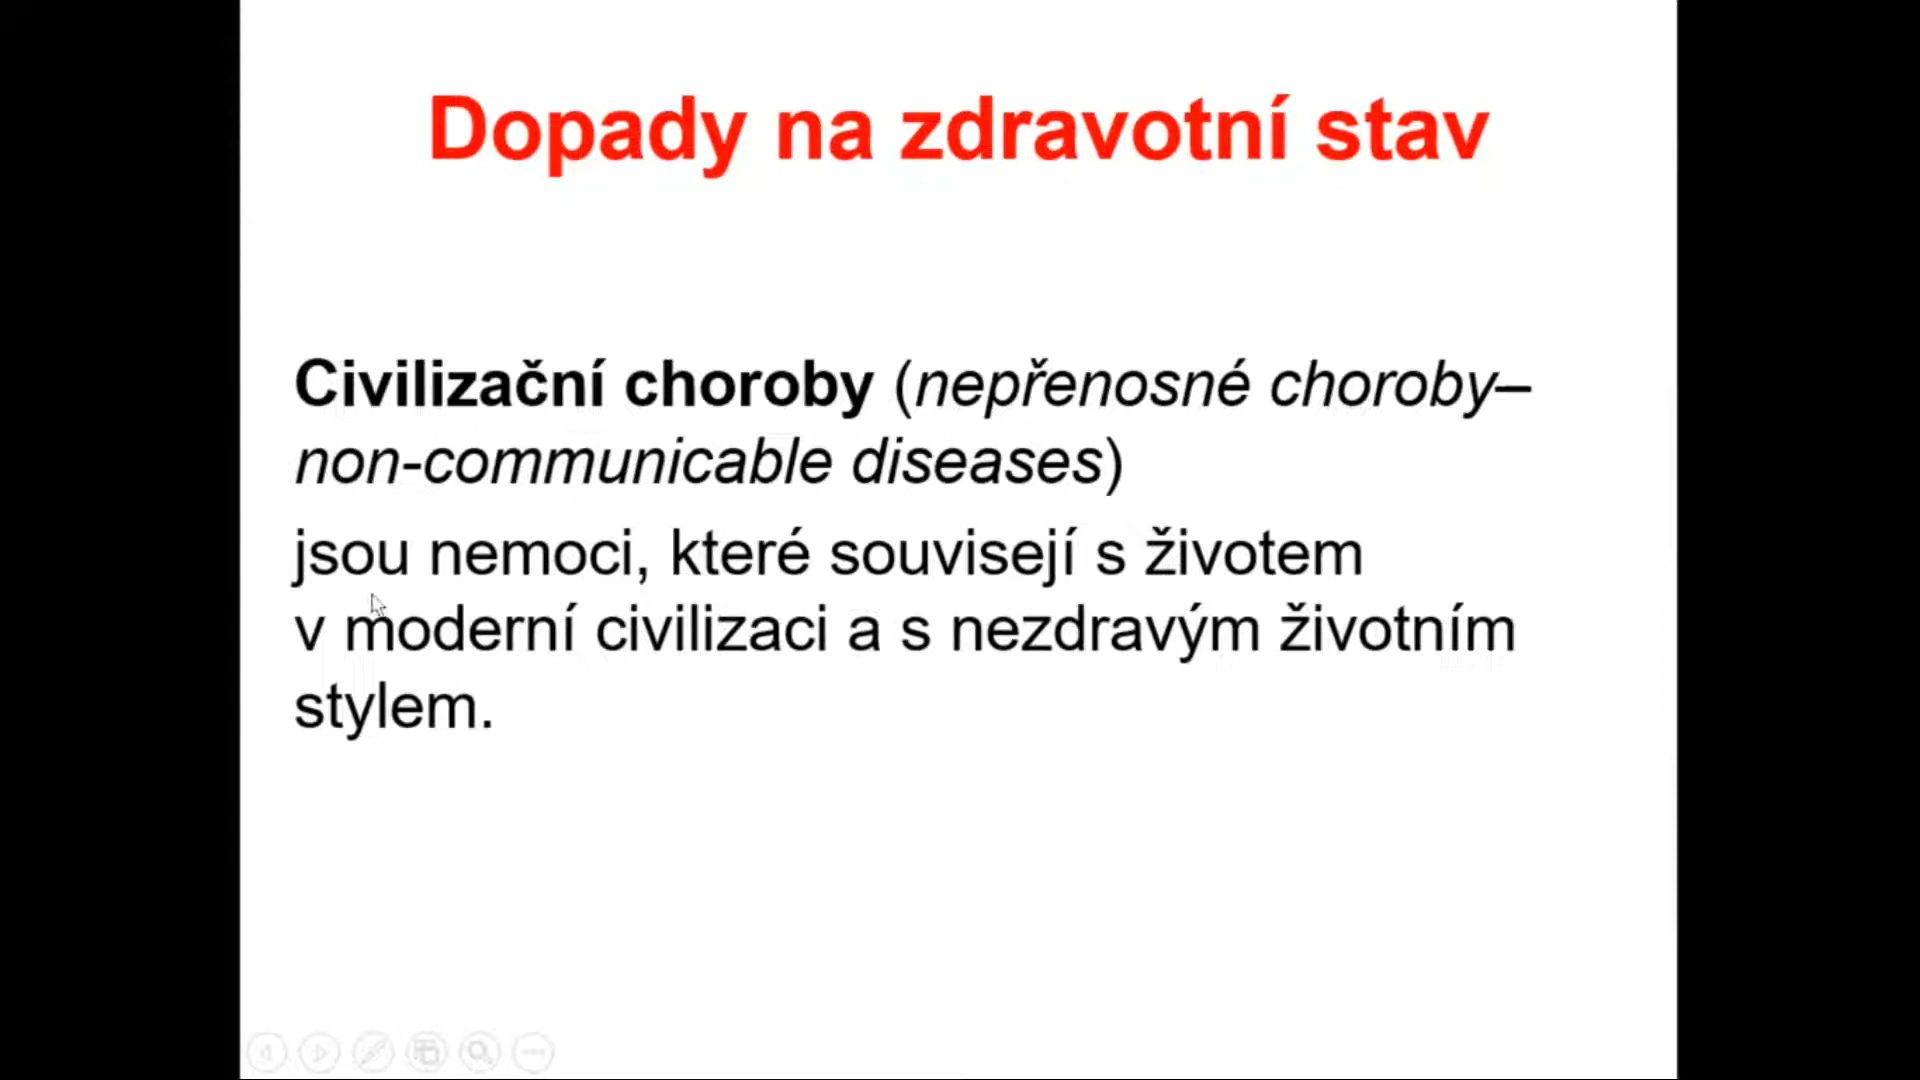 Dopady na zdravotní stav
Civilizační choroby (nepřenosné choroby–
non-communicable diseases)
jsou nemoci, které souvisejí s životem
v moderní civilizaci a s nezdravým životním
stylem.